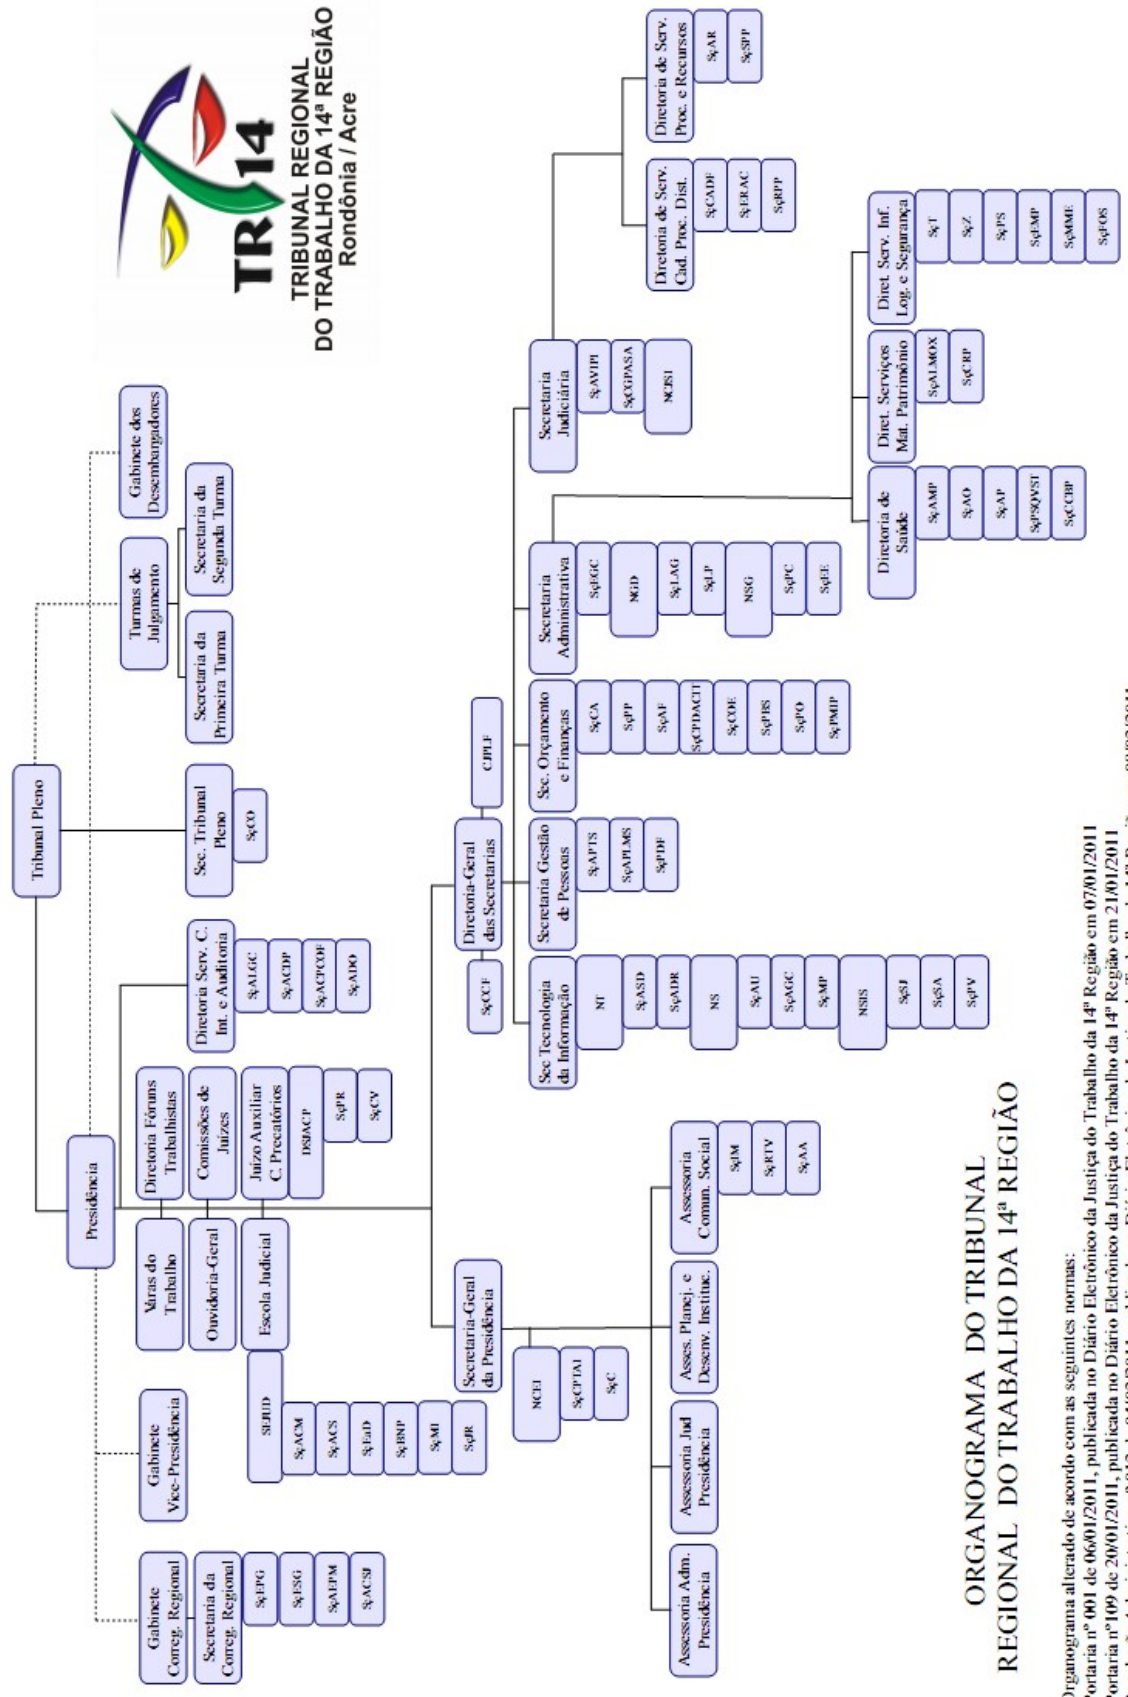 TR14
TRIBUNAL REGIONAL
DO TRABALHO DA 14ª REGIÃO
Rondônia / Acre
Tribunal Pleno
Presidência
Gabinete dos
Desembargadores
Turmas de
Julgamento
Secretaria da
Segunda Turma
Secretaria da
Primeira Turma
Sec. Tribunal
Pleno
SçCO
Diretoria Serv. C.
Int. e Auditoria
SçALGC
SçACDP
SçACPCOF
SçADO
Diretoria Fóruns
Trabalhistas
Comissões de
Juízes
Juízo Auxiliar
C. Precatórios
DSJACP
SçPR
SçCV
Varas do
Trabalho
Ouvidoria-Geral
Escola Judicial
SEJUD
SçACM
SçACS
SçEaD
SçBNP
SçMI
SçJR
Gabinete
Vice-Presidência
Gabinete
Correg. Regional
Secretaria da
Correg. Regional
SçEPG
SçESG
SçAEPM
SçACSJ
Secretaria-Geral
da Presidência
NCEI
SçCPTAI
SçC
Assessoria Adm.
Presidência
Assessoria Jud
Presidência
Asses. Planej. e
Desenv. Instituc.
Assessoria
Comun. Social
SçIM
SçRTV
SçAA
SçCCF
Diretoria-Geral
das Secretarias
CJPLF
Sec Tecnologia
da Informação
NT
SçASD
SçADR
NS
SçAU
SçAGC
SçMP
NSIS
SçSJ
SçSA
SçPV
Secretaria Gestão
de Pessoas
SçAPTS
SçAPLMS
SçPDF
Sec. Orçamento
e Finanças
SçCA
SçPP
SçAF
SçCPDACIT
SçCOE
SçPBS
SçPO
SçPMIP
Secretaria
Administrativa
SçEGC
NGD
SçLAG
SçLP
NSG
SçPC
SçEE
Secretaria
Judiciária
SçAVIPI
SçCGPASA
NCJSI
Diretoria de Serv.
Cad. Proc. Dist.
SçCADF
SçERAC
SçRPP
Diretoria de Serv.
Proc. e Recursos
SçAR
SçSPP
Diretoria de
Saúde
SçAMP
SçAO
SçAP
SçPSQVST
SçCCBP
Diret. Serviços
Mat. Patrimônio
SçALMOX
SçCRP
Diret. Serv. Inf.
Log. e Segurança
SçT
SçZ
SçPS
SçEMP
SçMME
SçFOS
ORGANOGRAMA DO TRIBUNAL
REGIONAL DO TRABALHO DA 14ª REGIÃO
Organograma alterado de acordo com as seguintes normas:
Portaria nº 001 de 06/01/2011, publicada no Diário Eletrônico da Justiça do Trabalho da 14ª Região em 07/01/2011
Portaria nº109 de 20/01/2011, publicada no Diário Eletrônico da Justiça do Trabalho da 14ª Região em 21/01/2011